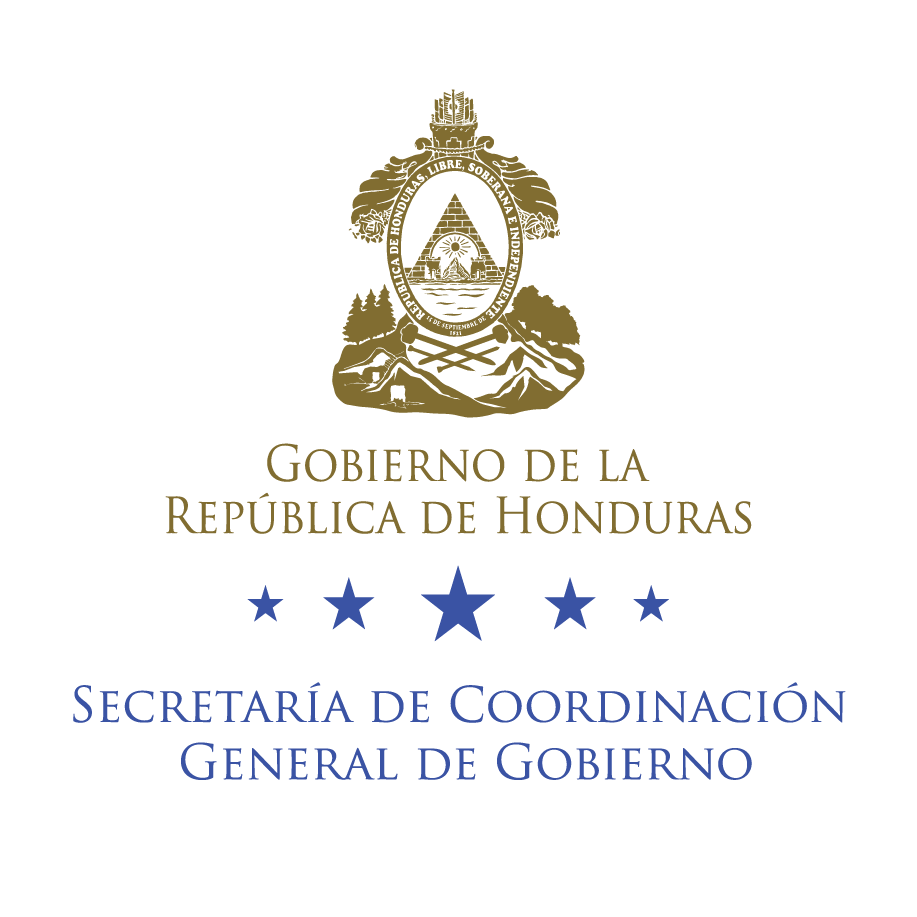 REPUBLICA DE HONDURAS, LIBRE, SOBERANA E INDEPENDIENTE
15 DE SEPTIEMBRE DE
1821
GOBIERNO DE LA
REPÚBLICA DE HONDURAS
SECRETARÍA DE COORDINACIÓN
GENERAL DE GOBIERNO